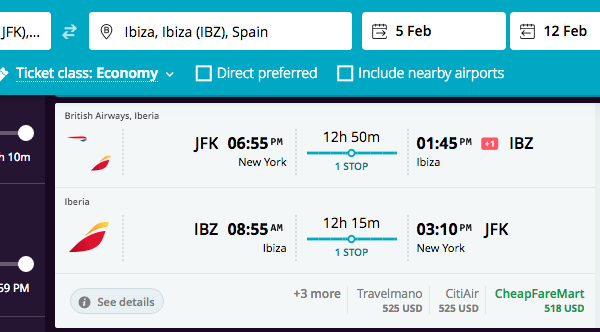 (JFK),...
Ibiza, Ibiza (IBZ), Spain
5 Feb
12 Feb
Ticket class: Economy
Direct preferred
Include nearby airports
h 10m
British Airways, Iberia
JFK 06:55 PM
New York
12h 50m
1 STOP
01:45 PM +1 IBZ
Ibiza
Iberia
IBZ 08:55 AM
Ibiza
12h 15m
1 STOP
03:10 PM JFK
New York
:59 PM
See details
+3 more
Travelmano
525 USD
CitiAir
525 USD
CheapFareMart
518 USD